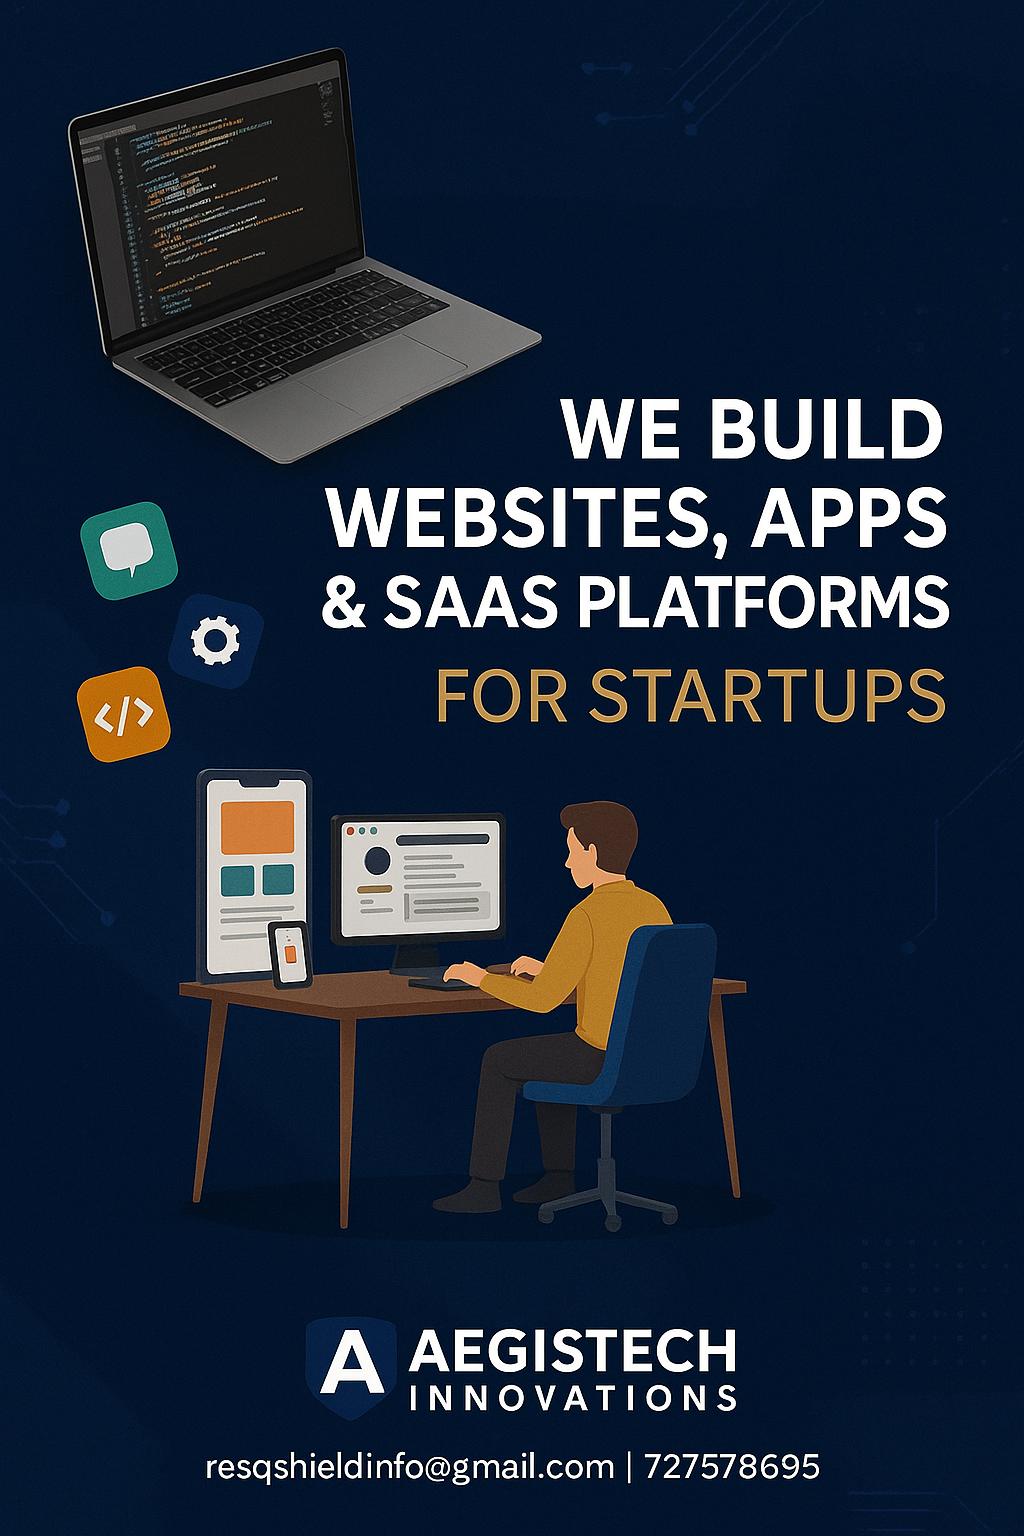 WE BUILD
WEBSITES, APPS
& SAAS PLATFORMS
FOR STARTUPS
</>
A AEGISTECH
INNOVATIONS
resqshieldinfo@gmail.com | 727578695